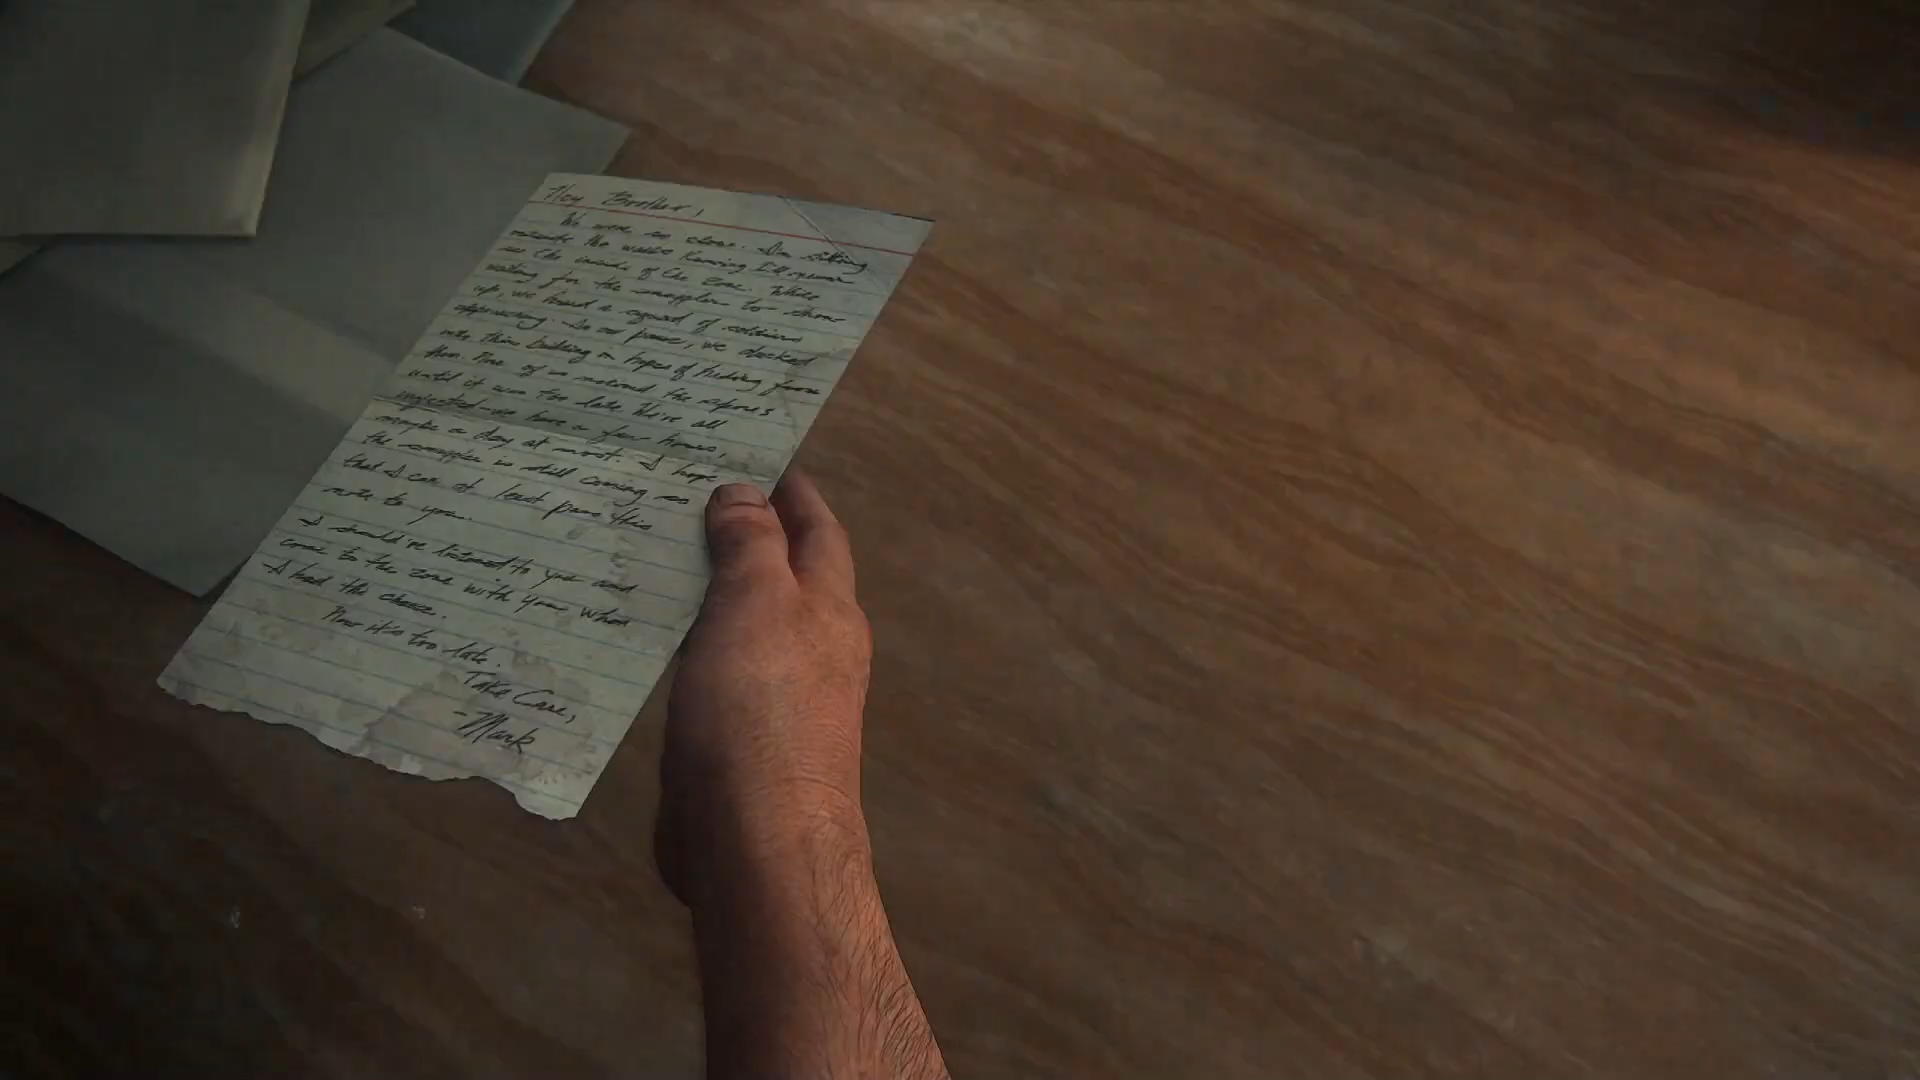 Hey Brother,
We were so close. I'm sitting
outside the walls knowing I'll never
see the inside of the zone. While
waiting for the smuggler to show
up, we heard a squad of soldiers
approaching. In our panic, we ducked
into this building in hopes of hiding from
them. None of us noticed the spores
until it was too late. We're all
infected-we have a few hours,
maybe a day at most. I hope
the smuggler is still coming so
that I can at least pass this
note to you.
I should've listened to you and
come to the zone with you when
I had the chance.
Now it's too late.
Take Care,
-Mark